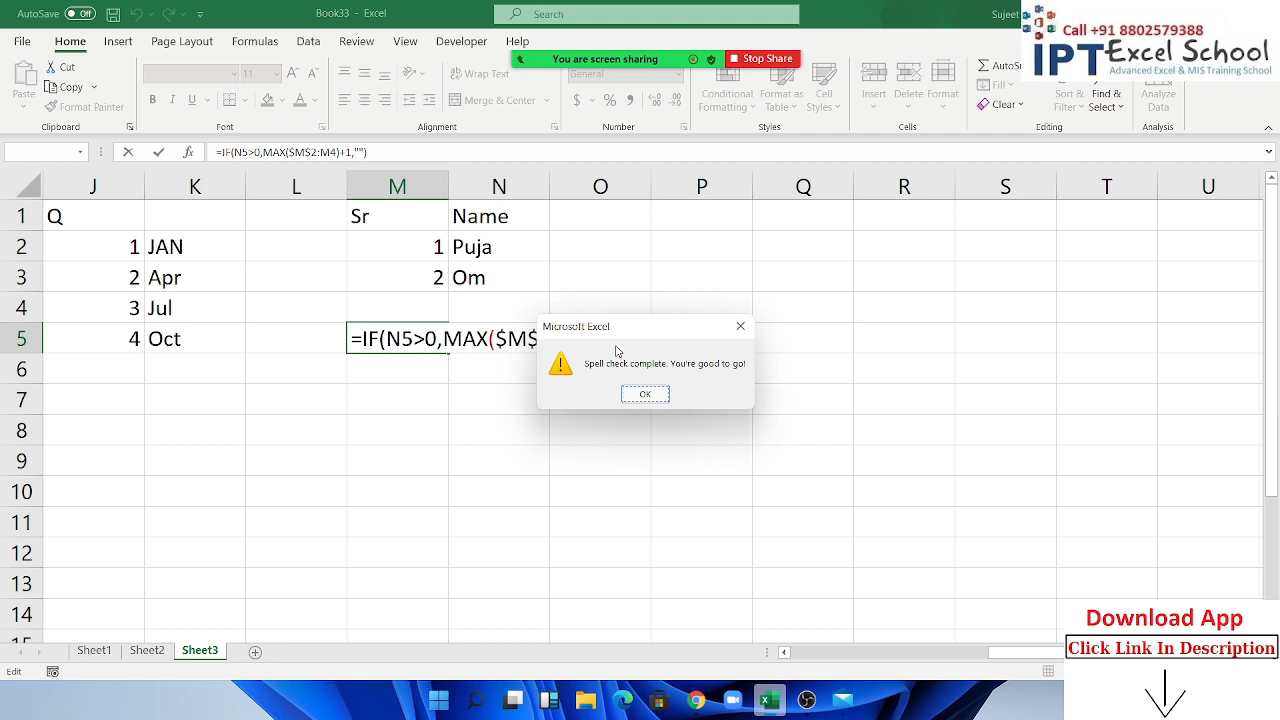 AutoSave Off Book33 - Excel Search Sujeet
Call +91 8802579388
IPT Excel School
Advanced Excel & MIS Training School
File Home Insert Page Layout Formulas View Developer Help
You are screen sharing Stop Share
Paste Cut Copy Format Painter
Clipboard
11 B I U
Font
Wrap Text
Merge & Center
Alignment
General
$ % ,
Number
Conditional Formatting Format as Table Cell Styles
Styles
Insert Delete Format
Cells
Fill
Clear
Sort & Filter Find & Select
Editing
Analyze Data
Analysis
fx =IF(N5>0,MAX($M$2:M4)+1,"")
J K L M N O P Q R S T U
1 Q Sr Name
2 1 JAN 1 Puja
3 2 Apr 2 Om
4 3 Jul
5 4 Oct =IF(N5>0,MAX($M$
6
7
8
9
10
11
12
13
14
15
Microsoft Excel
Spell check complete. You're good to go!
OK
Download App
Click Link In Description
Sheet1 Sheet2 Sheet3
Edit